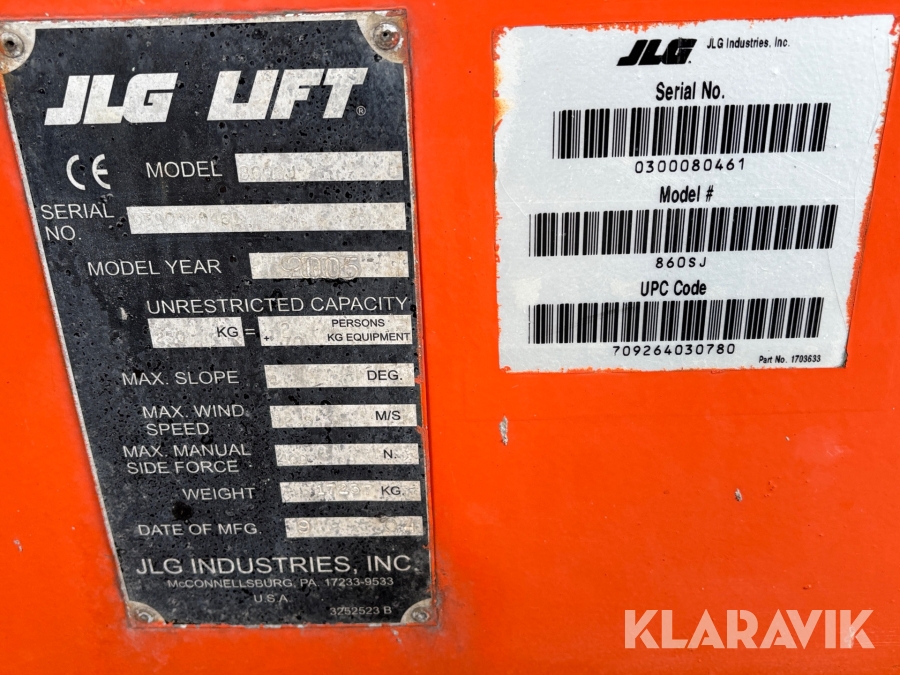 JLG LIFT®
CE
MODEL
SERIAL
NO.
MODEL YEAR 2005
UNRESTRICTED CAPACITY
KG = 2 PERSONS
+ KG EQUIPMENT
MAX. SLOPE DEG.
MAX. WIND
SPEED M/S
MAX. MANUAL
SIDE FORCE N.
WEIGHT KG.
DATE OF MFG.
JLG INDUSTRIES, INC.
McCONNELLSBURG, PA. 17233-9533
U.S.A.
3252523 B
JLG. JLG Industries, Inc.
Serial No.
0300080461
Model #
860SJ
UPC Code
709264030780
Part No. 1703633
KLARAVIK